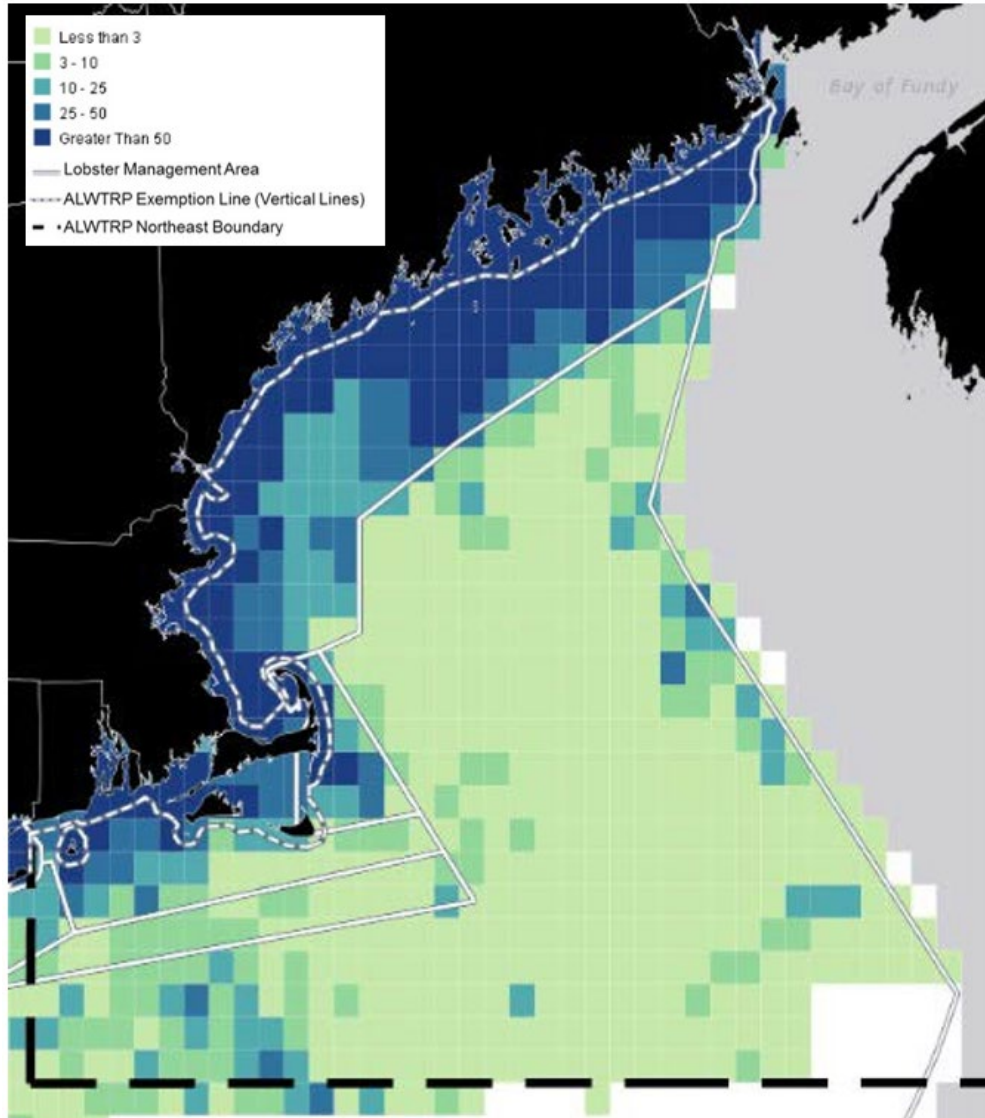 Less than 3
3 - 10
10 - 25
25 - 50
Greater Than 50
Lobster Management Area
ALWTRP Exemption Line (Vertical Lines)
ALWTRP Northeast Boundary
Bay of Fundy